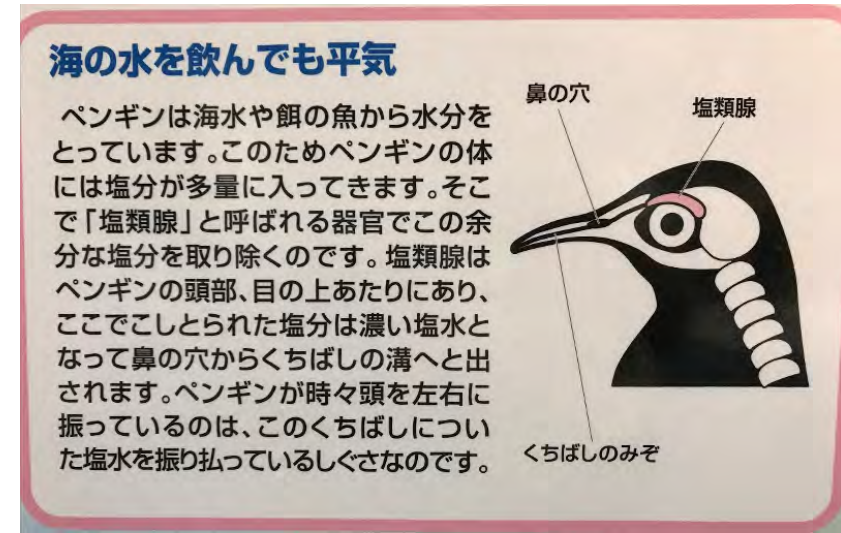 海の水を飲んでも平気
ペンギンは海水や餌の魚から水分を
とっています。このためペンギンの体
には塩分が多量に入ってきます。そこ
で「塩類腺」と呼ばれる器官でこの余
分な塩分を取り除くのです。塩類腺は
ペンギンの頭部、目の上あたりにあり、
ここでこしとられた塩分は濃い塩水と
なって鼻の穴からくちばしの溝へと出
されます。ペンギンが時々頭を左右に
振っているのは、このくちばしについ
た塩水を振り払っているしぐさなのです。
鼻の穴
塩類腺
くちばしのみぞ